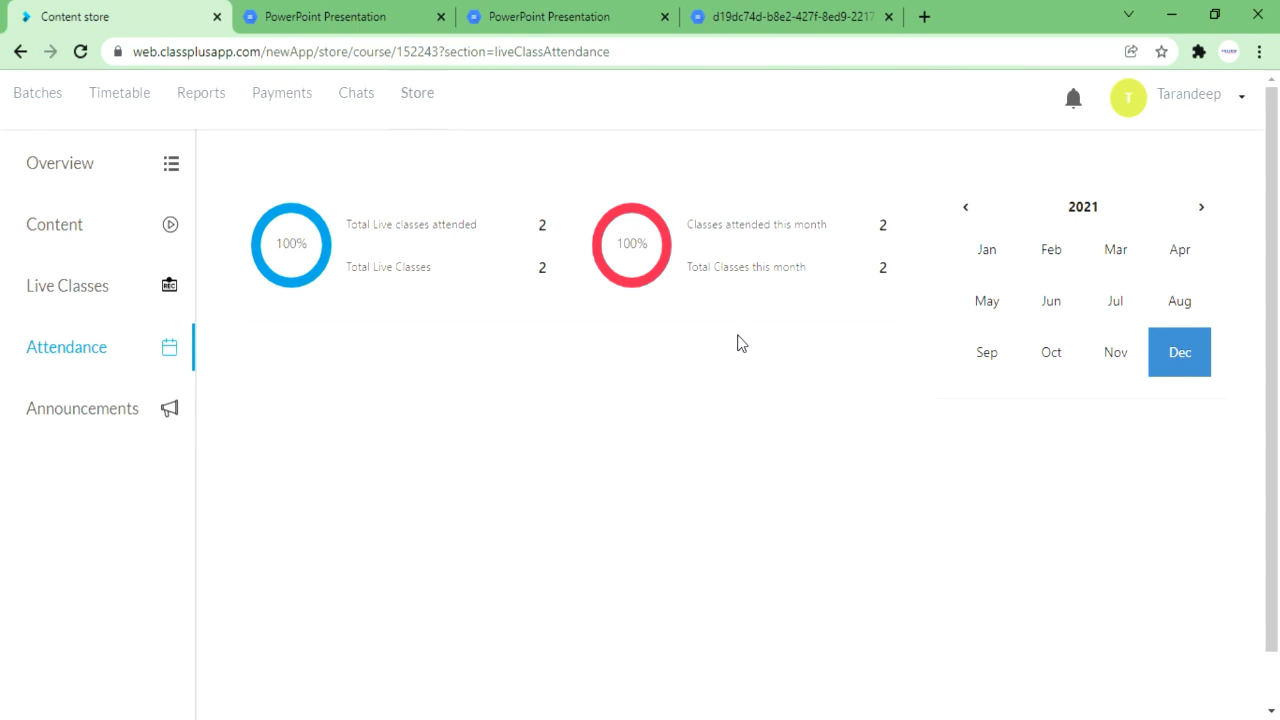 Content store
PowerPoint Presentation
PowerPoint Presentation
d19dc74d-b8e2-427f-8ed9-2217
web.classplusapp.com/newApp/store/course/152243?section=liveClassAttendance
Batches Timetable Reports Payments Chats Store
T Tarandeep
Overview
Content
Live Classes
REC
Attendance
Announcements
100%
Total Live classes attended 2
Total Live Classes 2
100%
Classes attended this month 2
Total Classes this month 2
2021
Jan Feb Mar Apr
May Jun Jul Aug
Sep Oct Nov Dec